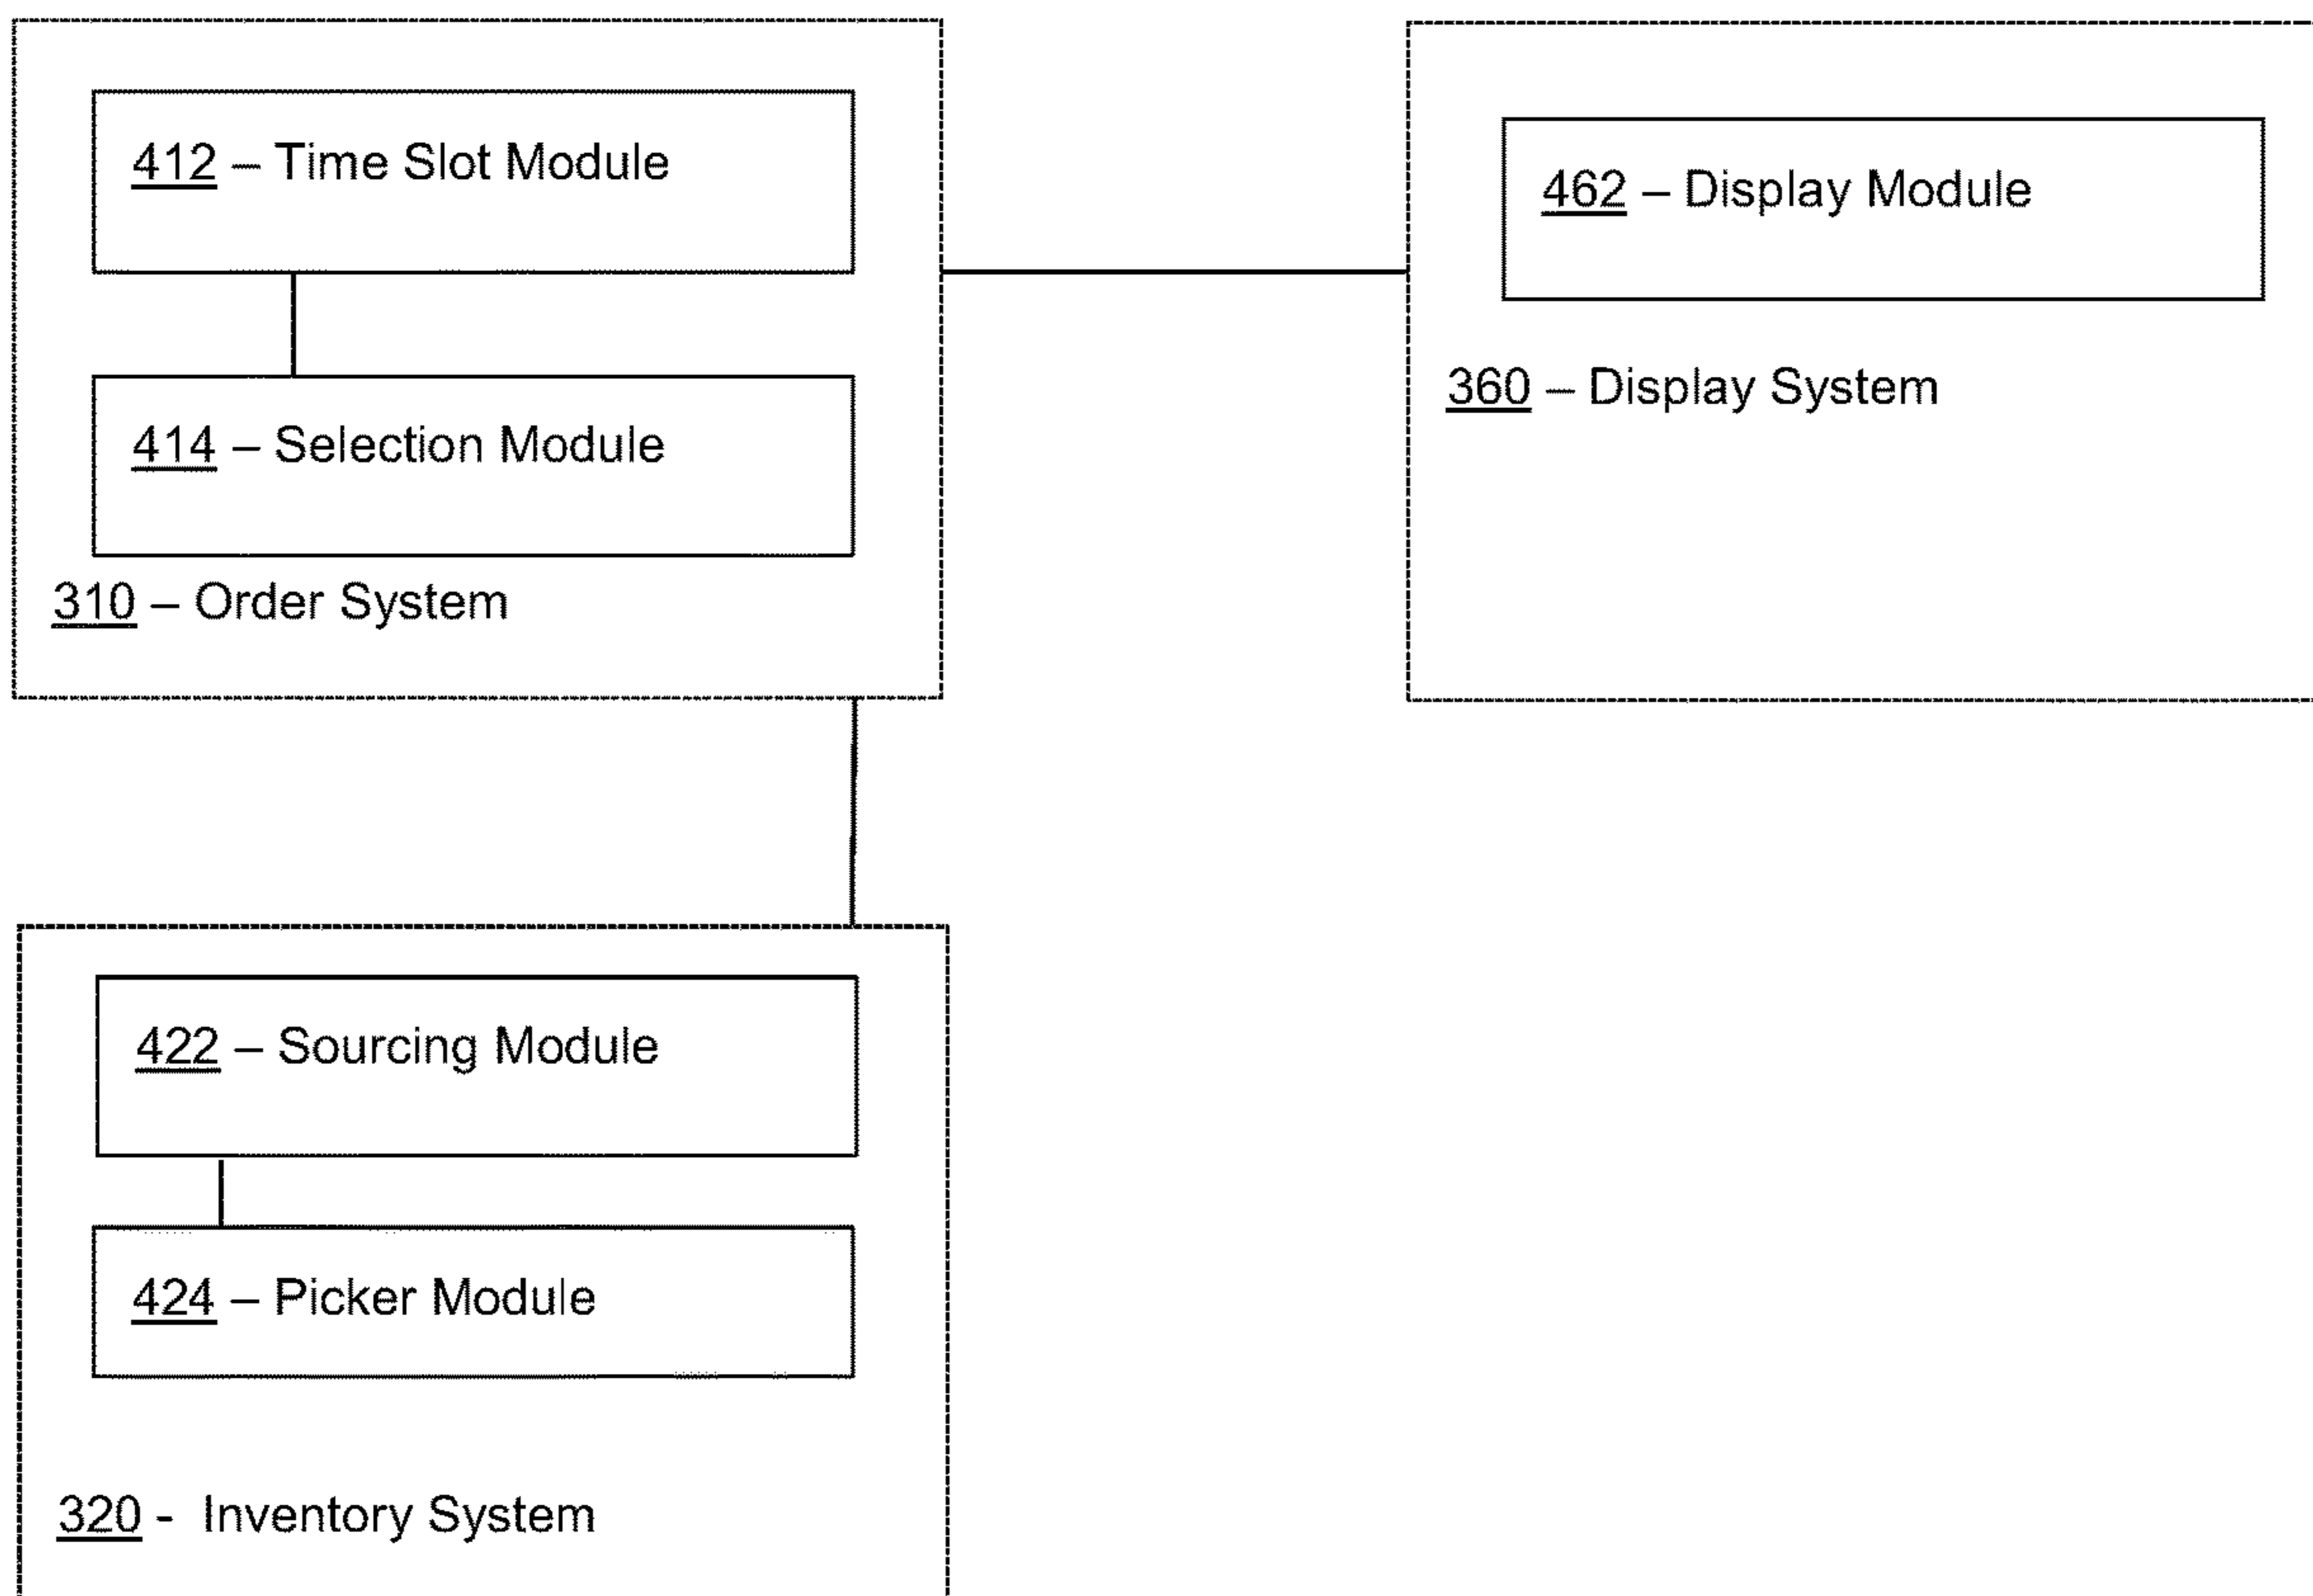 412 – Time Slot Module
414 – Selection Module
310 – Order System
462 – Display Module
360 – Display System
422 – Sourcing Module
424 – Picker Module
320 - Inventory System